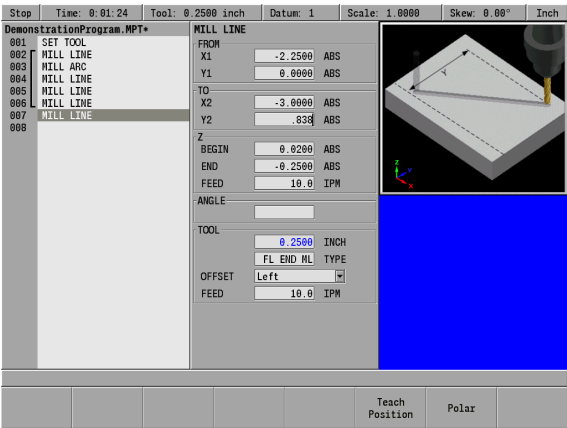 Stop Time: 0:01:24 Tool: 0.2500 inch Datum: 1 Scale: 1.0000 Skew: 0.00° Inch
DemonstrationProgram.MPT*
001 SET TOOL
002 MILL LINE
003 MILL ARC
004 MILL LINE
005 MILL LINE
006 MILL LINE
007 MILL LINE
008
MILL LINE
FROM
X1 -2.2500 ABS
Y1 0.0000 ABS
TO
X2 -3.0000 ABS
Y2 .838 ABS
Z
BEGIN 0.0200 ABS
END -0.2500 ABS
FEED 10.0 IPM
ANGLE
TOOL
0.2500 INCH
FL END ML TYPE
OFFSET Left
FEED 10.0 IPM
Z
Y
X
Teach Position
Polar